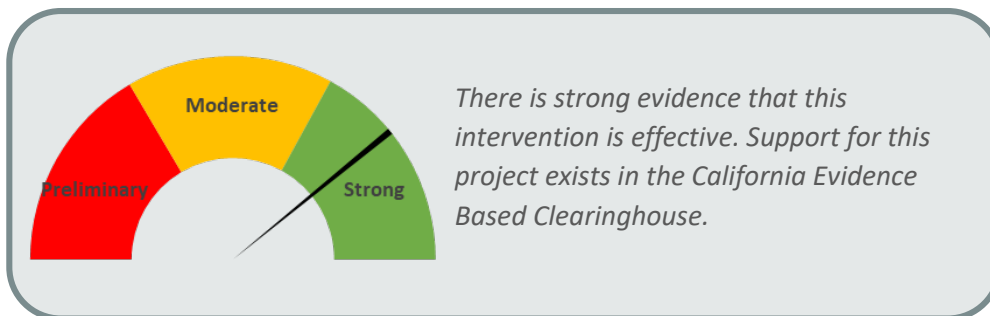 Moderate
Preliminary
Strong
There is strong evidence that this
intervention is effective. Support for this
project exists in the California Evidence
Based Clearinghouse.